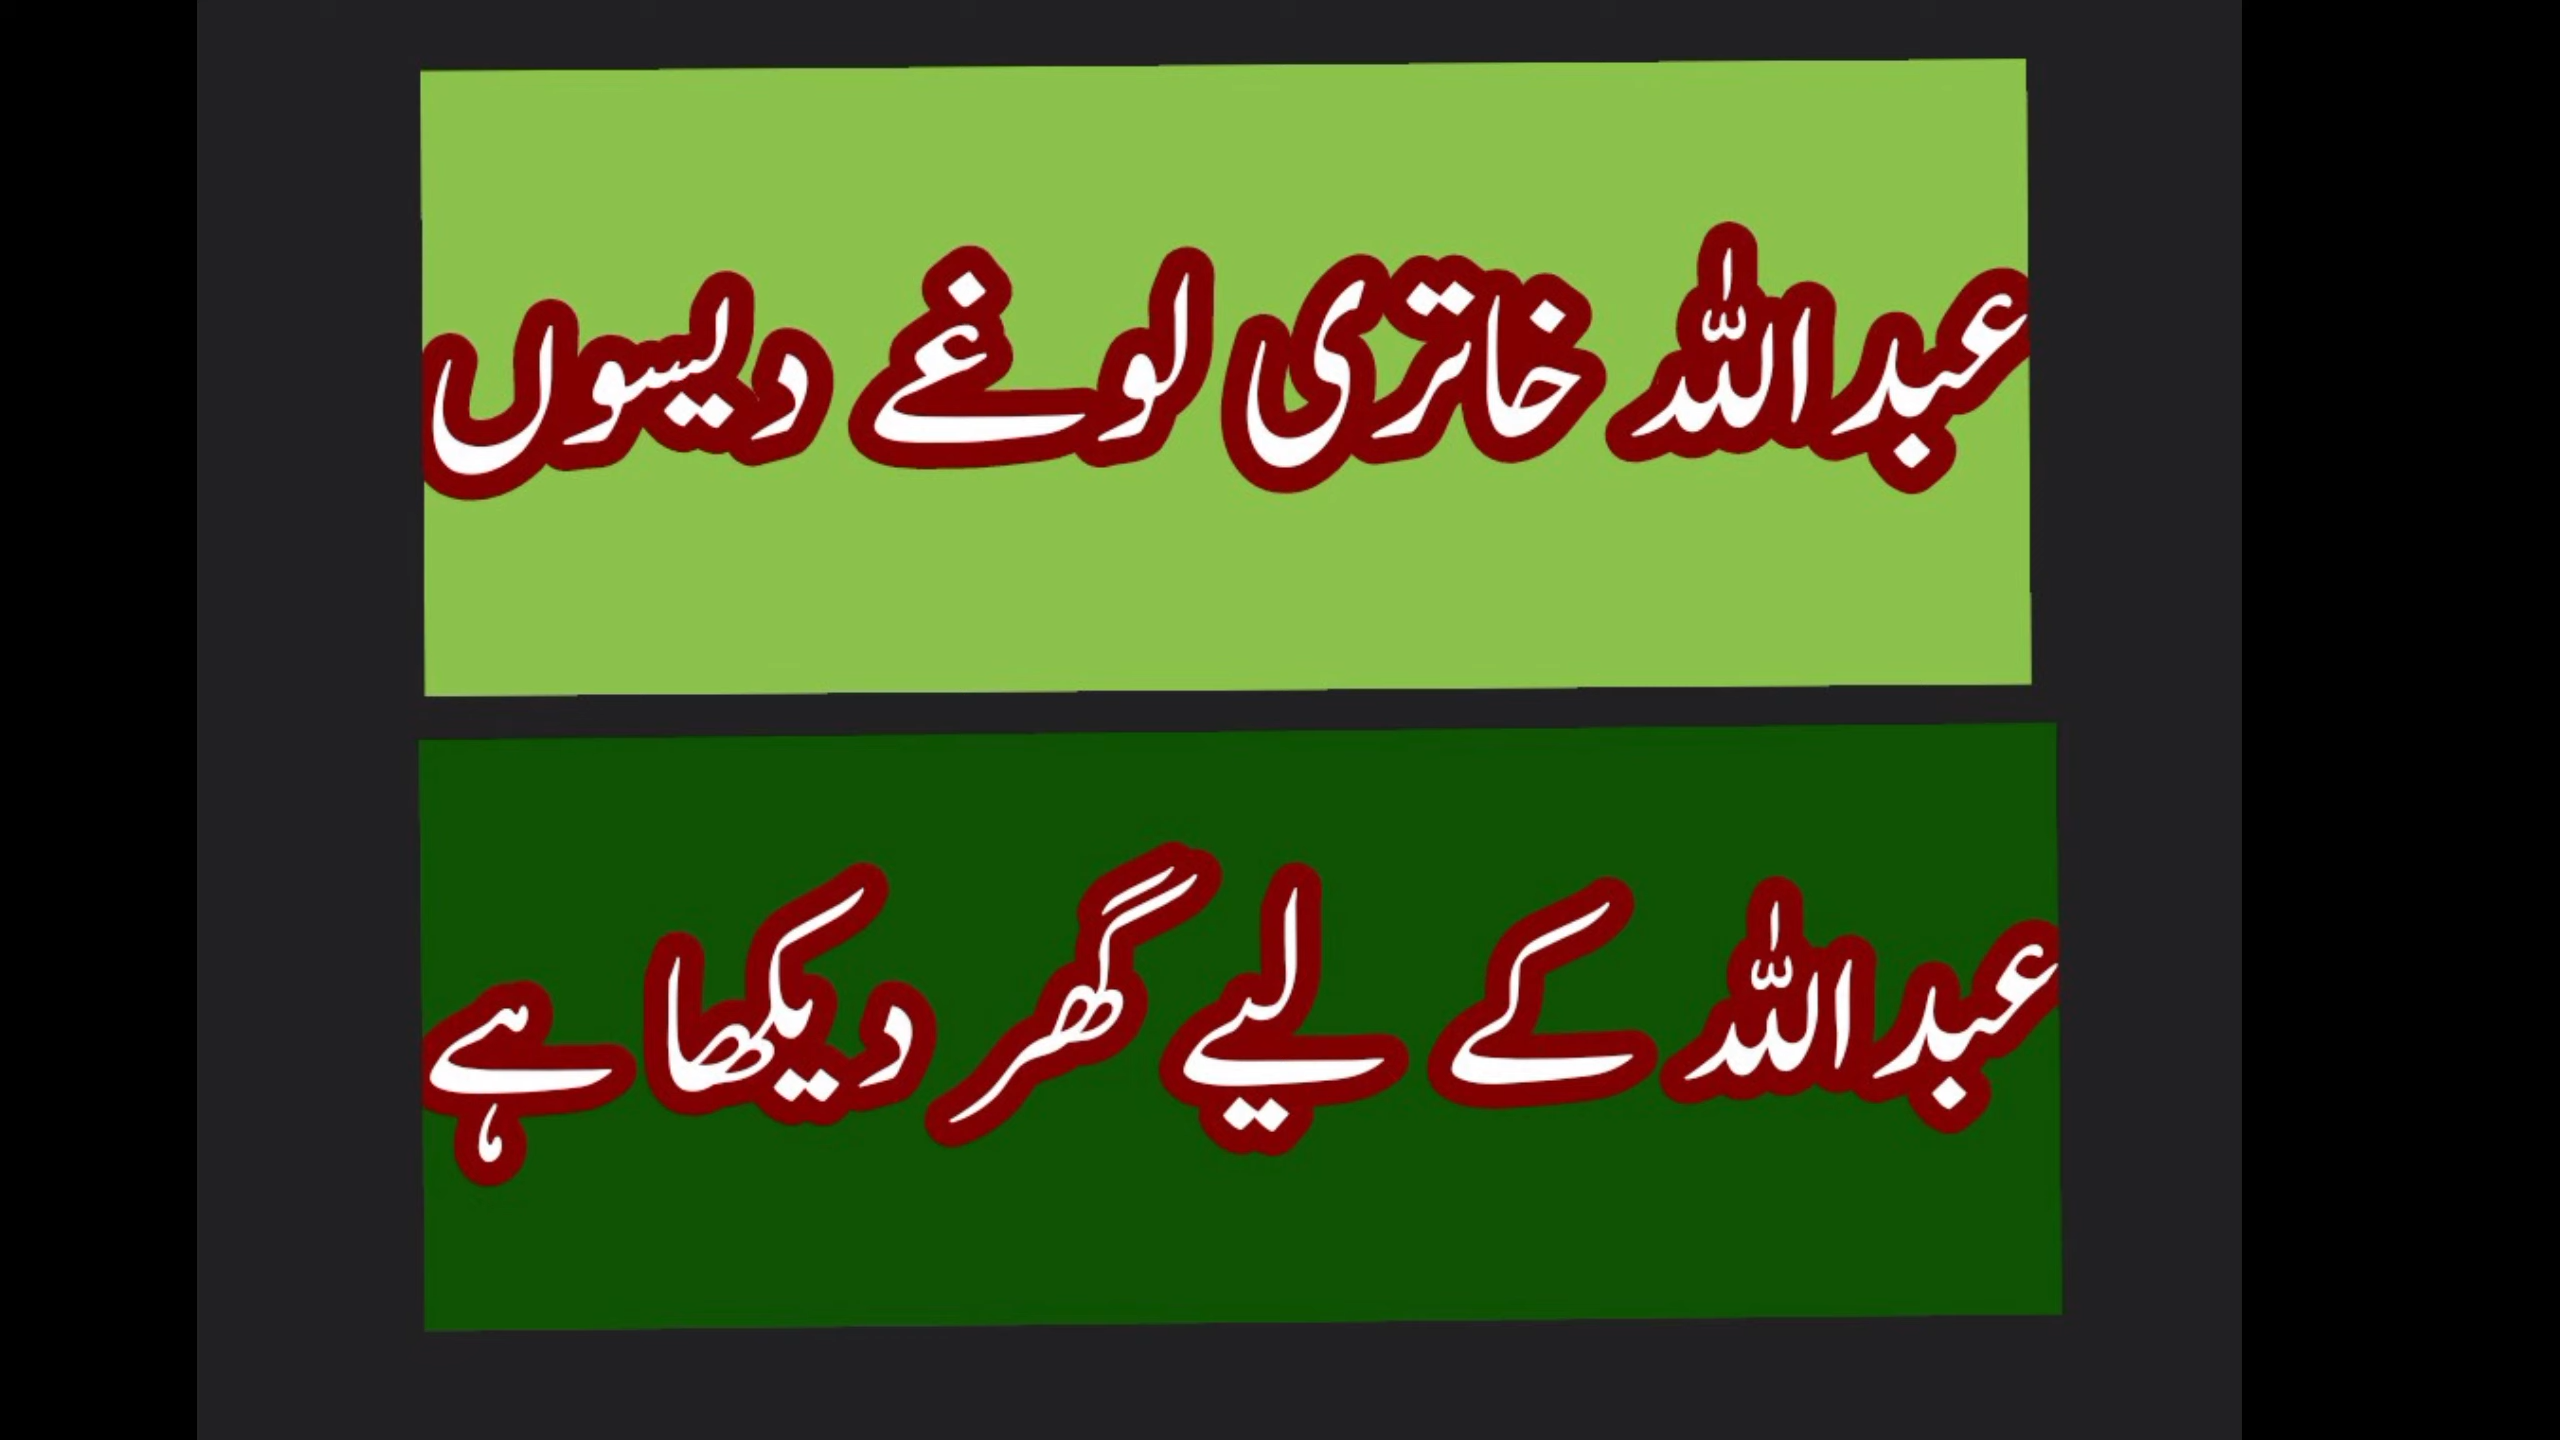 عبداللہ خاتری لوغے دیسوں
عبداللہ کے لیے گھر دیکھا ہے